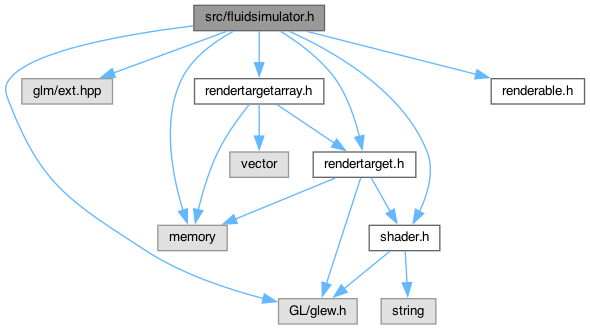 src/fluidsimulator.h
glm/ext.hpp
rendertargetarray.h
renderable.h
vector
rendertarget.h
memory
shader.h
GL/glew.h
string